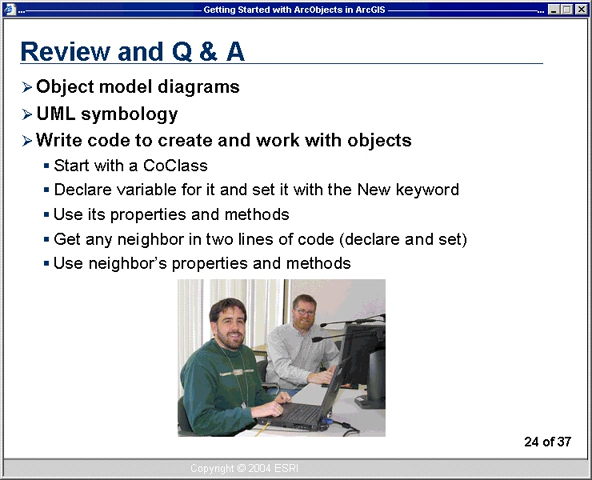 ...
Getting Started with ArcObjects in ArcGIS
...
Review and Q & A
Object model diagrams
UML symbology
Write code to create and work with objects
Start with a CoClass
Declare variable for it and set it with the New keyword
Use its properties and methods
Get any neighbor in two lines of code (declare and set)
Use neighbor's properties and methods
24 of 37
Copyright © 2004 ESRI